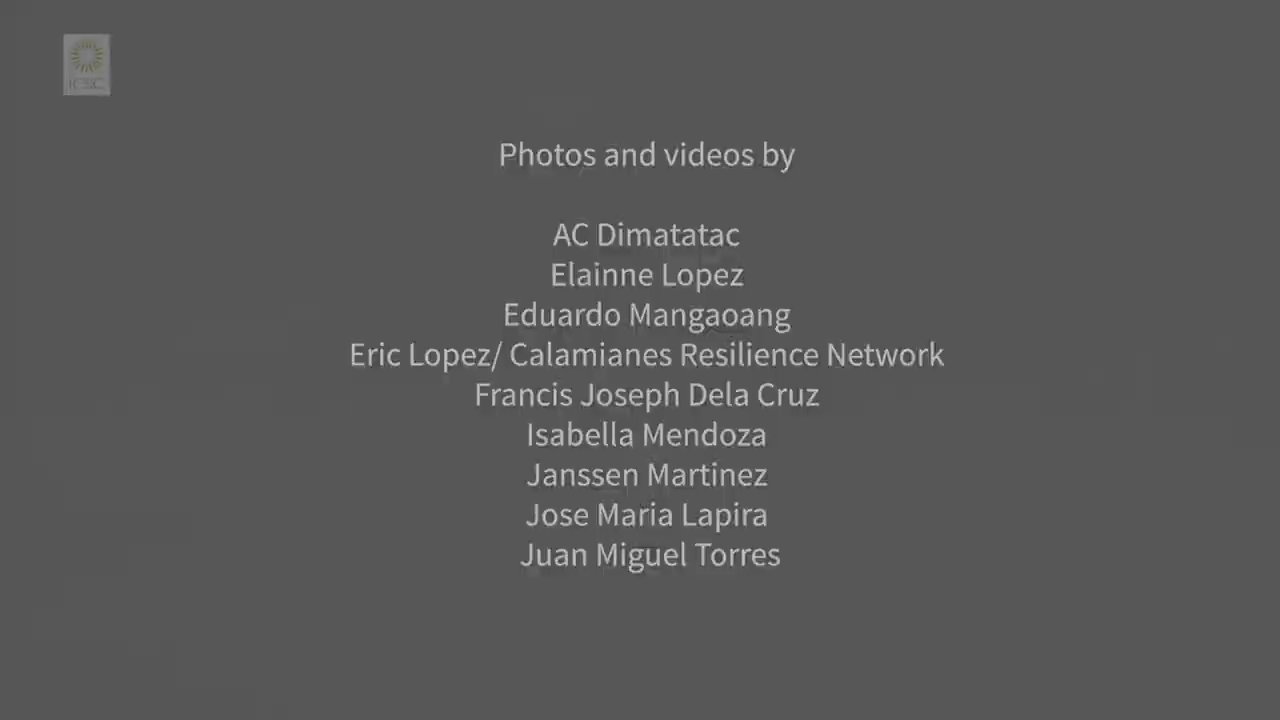 ICSC
Photos and videos by
AC Dimatatac
Elainne Lopez
Eduardo Mangaoang
Eric Lopez/ Calamianes Resilience Network
Francis Joseph Dela Cruz
Isabella Mendoza
Janssen Martinez
Jose Maria Lapira
Juan Miguel Torres